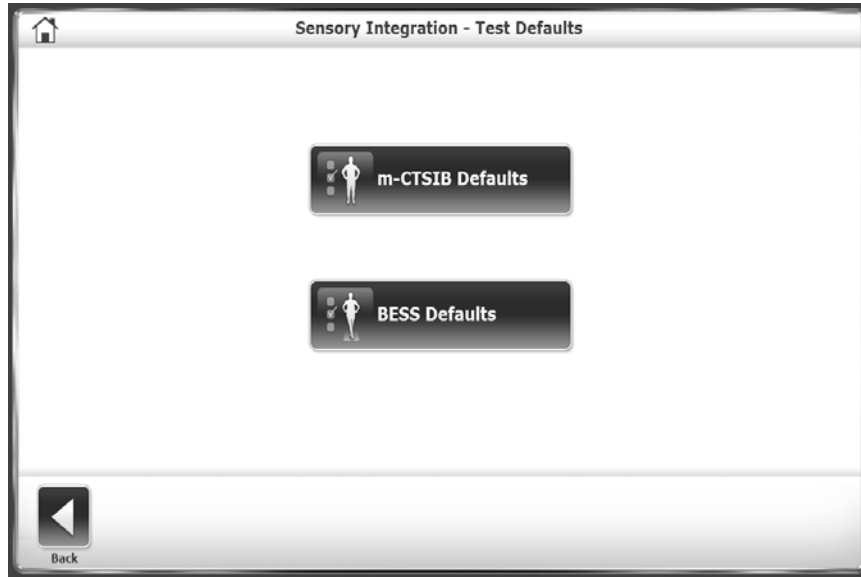 Sensory Integration - Test Defaults
m-CTSIB Defaults
BESS Defaults
Back